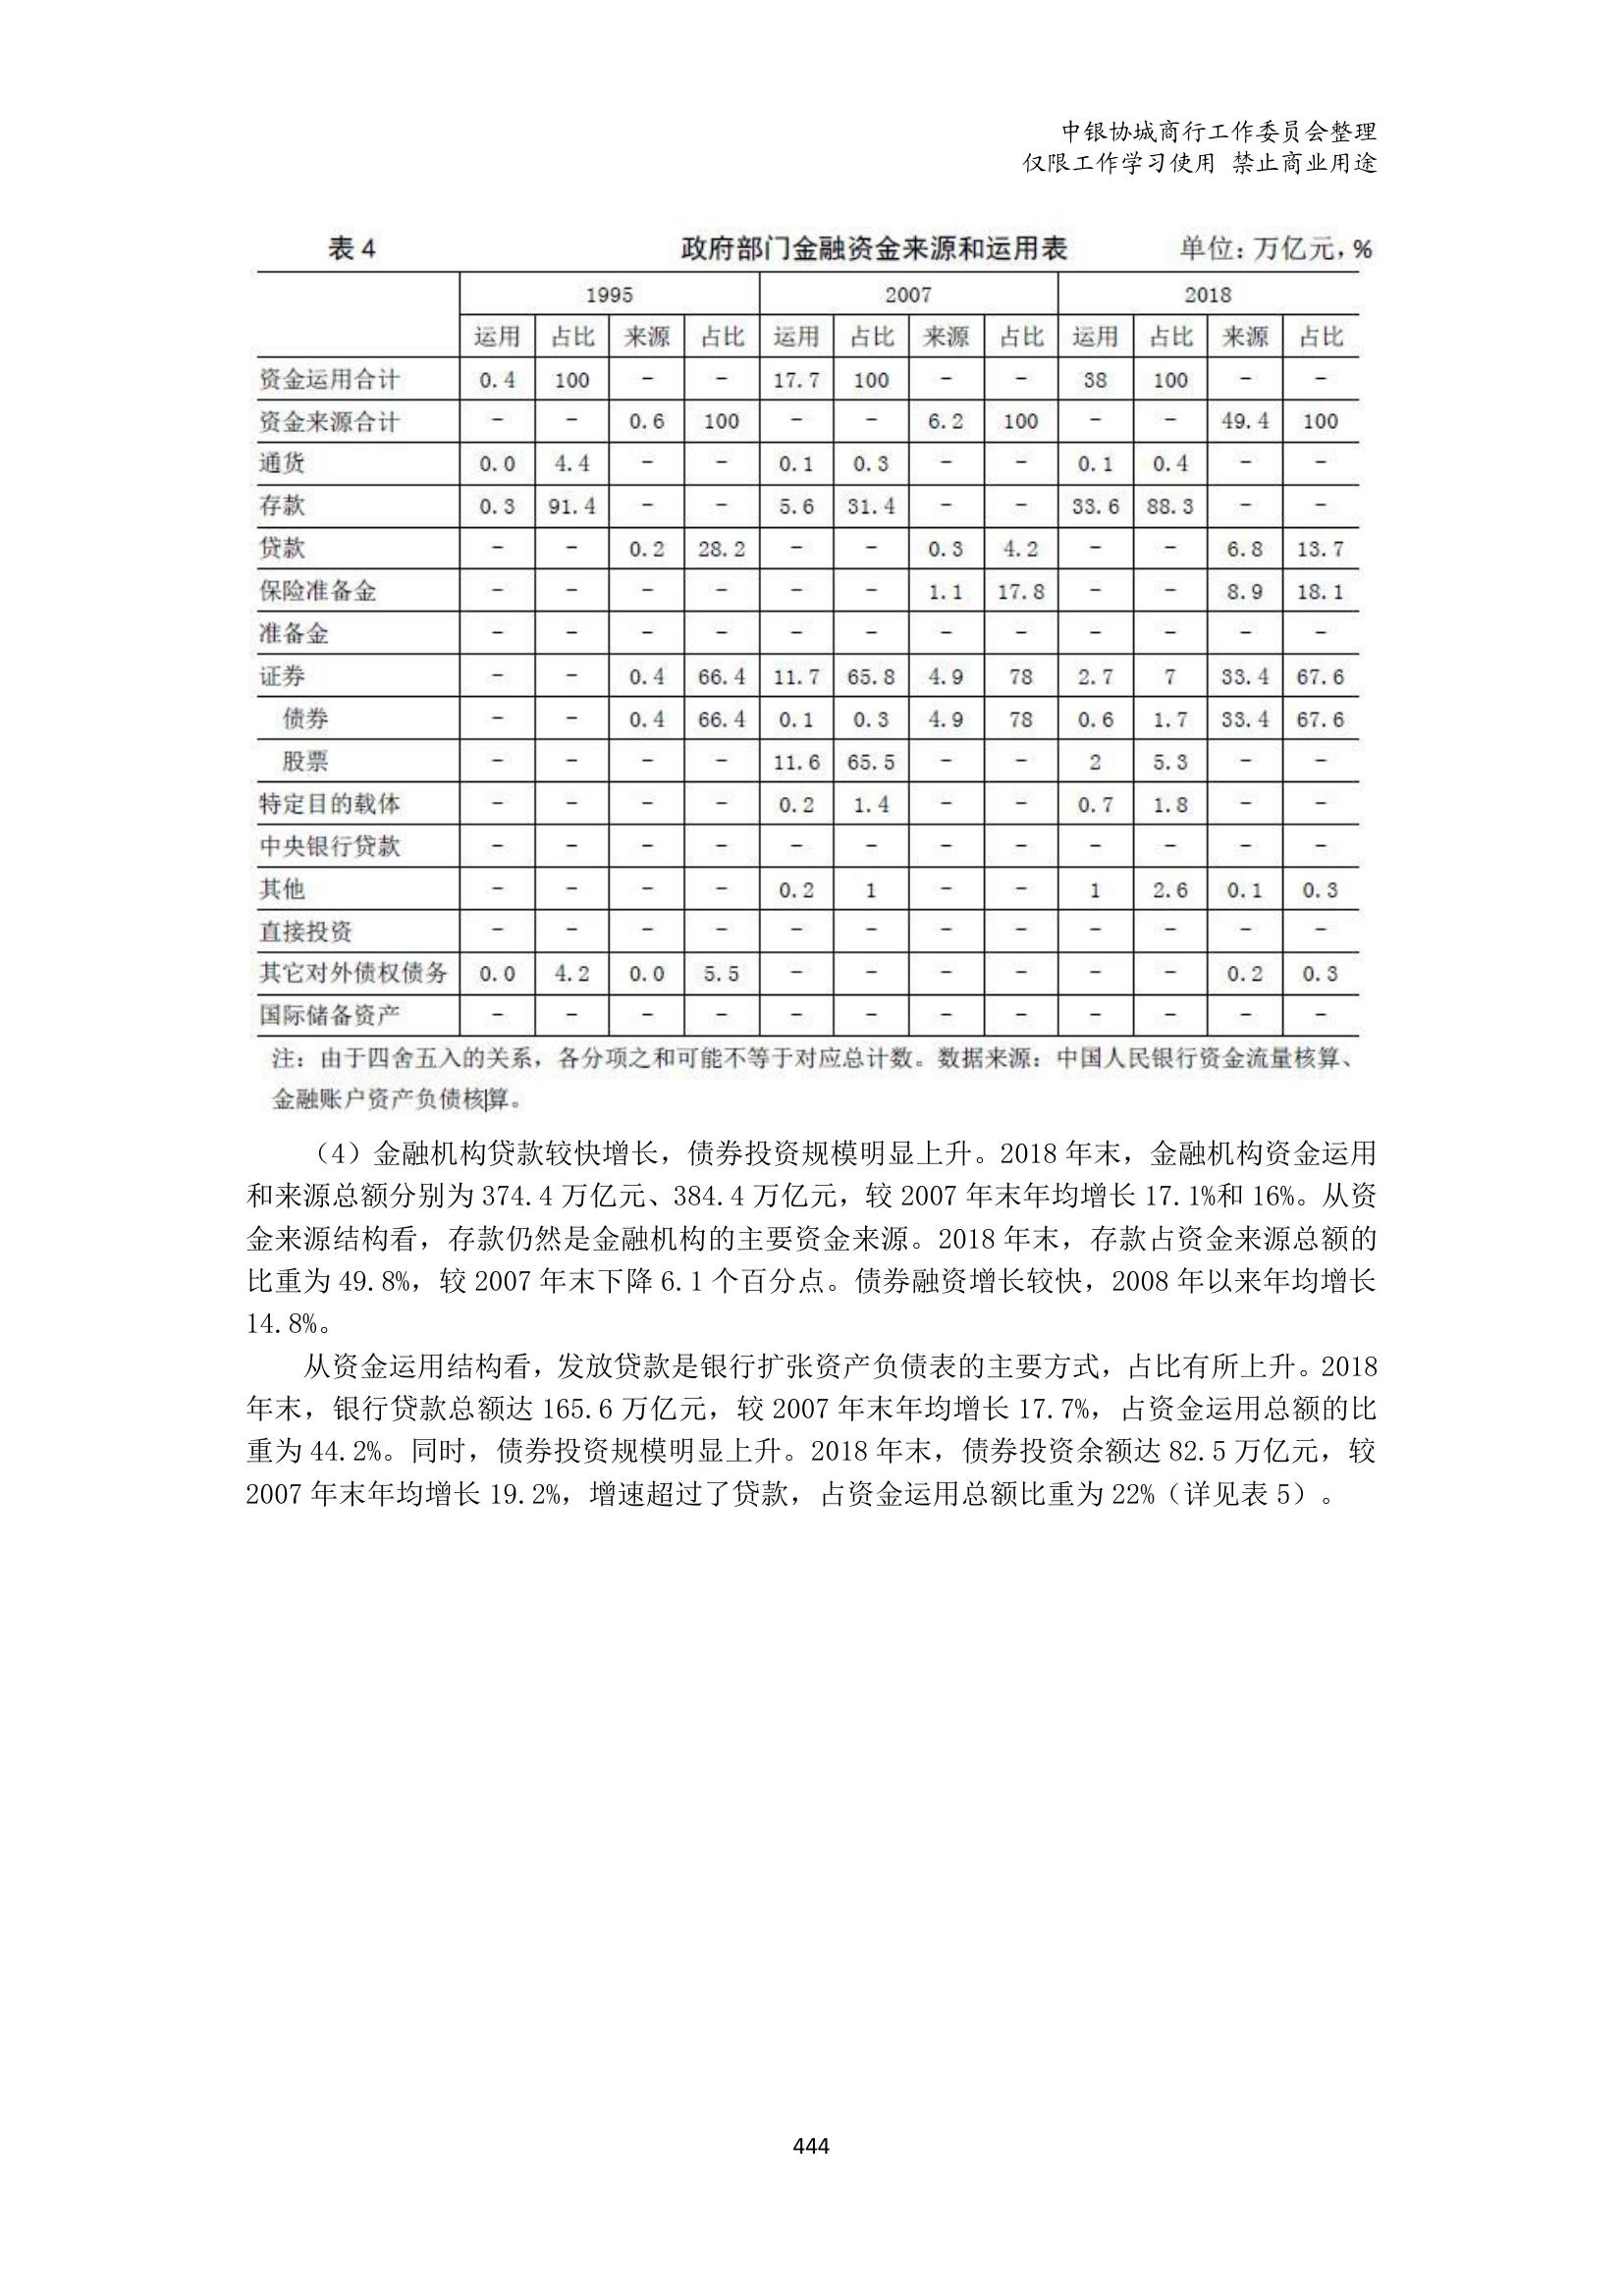 中银协城商行工作委员会整理
仅限工作学习使用 禁止商业用途
表 4 政府部门金融资金来源和运用表 单位：万亿元，%
1995 2007 2018
运用 占比 来源 占比 运用 占比 来源 占比 运用 占比 来源 占比
资金运用合计 0.4 100 - - 17.7 100 - - 38 100 - -
资金来源合计 - - 0.6 100 - - 6.2 100 - - 49.4 100
通货 0.0 4.4 - - 0.1 0.3 - - 0.1 0.4 - -
存款 0.3 91.4 - - 5.6 31.4 - - 33.6 88.3 - -
贷款 - - 0.2 28.2 - - 0.3 4.2 - - 6.8 13.7
保险准备金 - - - - - - 1.1 17.8 - - 8.9 18.1
准备金 - - - - - - - - - - - -
证券 - - 0.4 66.4 11.7 65.8 4.9 78 2.7 7 33.4 67.6
债券 - - 0.4 66.4 0.1 0.3 4.9 78 0.6 1.7 33.4 67.6
股票 - - - - 11.6 65.5 - - 2 5.3 - -
特定目的载体 - - - - 0.2 1.4 - - 0.7 1.8 - -
中央银行贷款 - - - - - - - - - - - -
其他 - - - - 0.2 1 - - 1 2.6 0.1 0.3
直接投资 - - - - - - - - - - - -
其它对外债权债务 0.0 4.2 0.0 5.5 - - - - - - 0.2 0.3
国际储备资产 - - - - - - - - - - - -
注：由于四舍五入的关系，各分项之和可能不等于对应总计数。数据来源：中国人民银行资金流量核算、
金融账户资产负债核算。
（4）金融机构贷款较快增长，债券投资规模明显上升。2018 年末，金融机构资金运用
和来源总额分别为 374.4 万亿元、384.4 万亿元，较 2007 年末年均增长 17.1%和 16%。从资
金来源结构看，存款仍然是金融机构的主要资金来源。2018 年末，存款占资金来源总额的
比重为 49.8%，较 2007 年末下降 6.1 个百分点。债券融资增长较快，2008 年以来年均增长
14.8%。
从资金运用结构看，发放贷款是银行扩张资产负债表的主要方式，占比有所上升。2018
年末，银行贷款总额达 165.6 万亿元，较 2007 年末年均增长 17.7%，占资金运用总额的比
重为 44.2%。同时，债券投资规模明显上升。2018 年末，债券投资余额达 82.5 万亿元，较
2007 年末年均增长 19.2%，增速超过了贷款，占资金运用总额比重为 22%（详见表 5）。
444